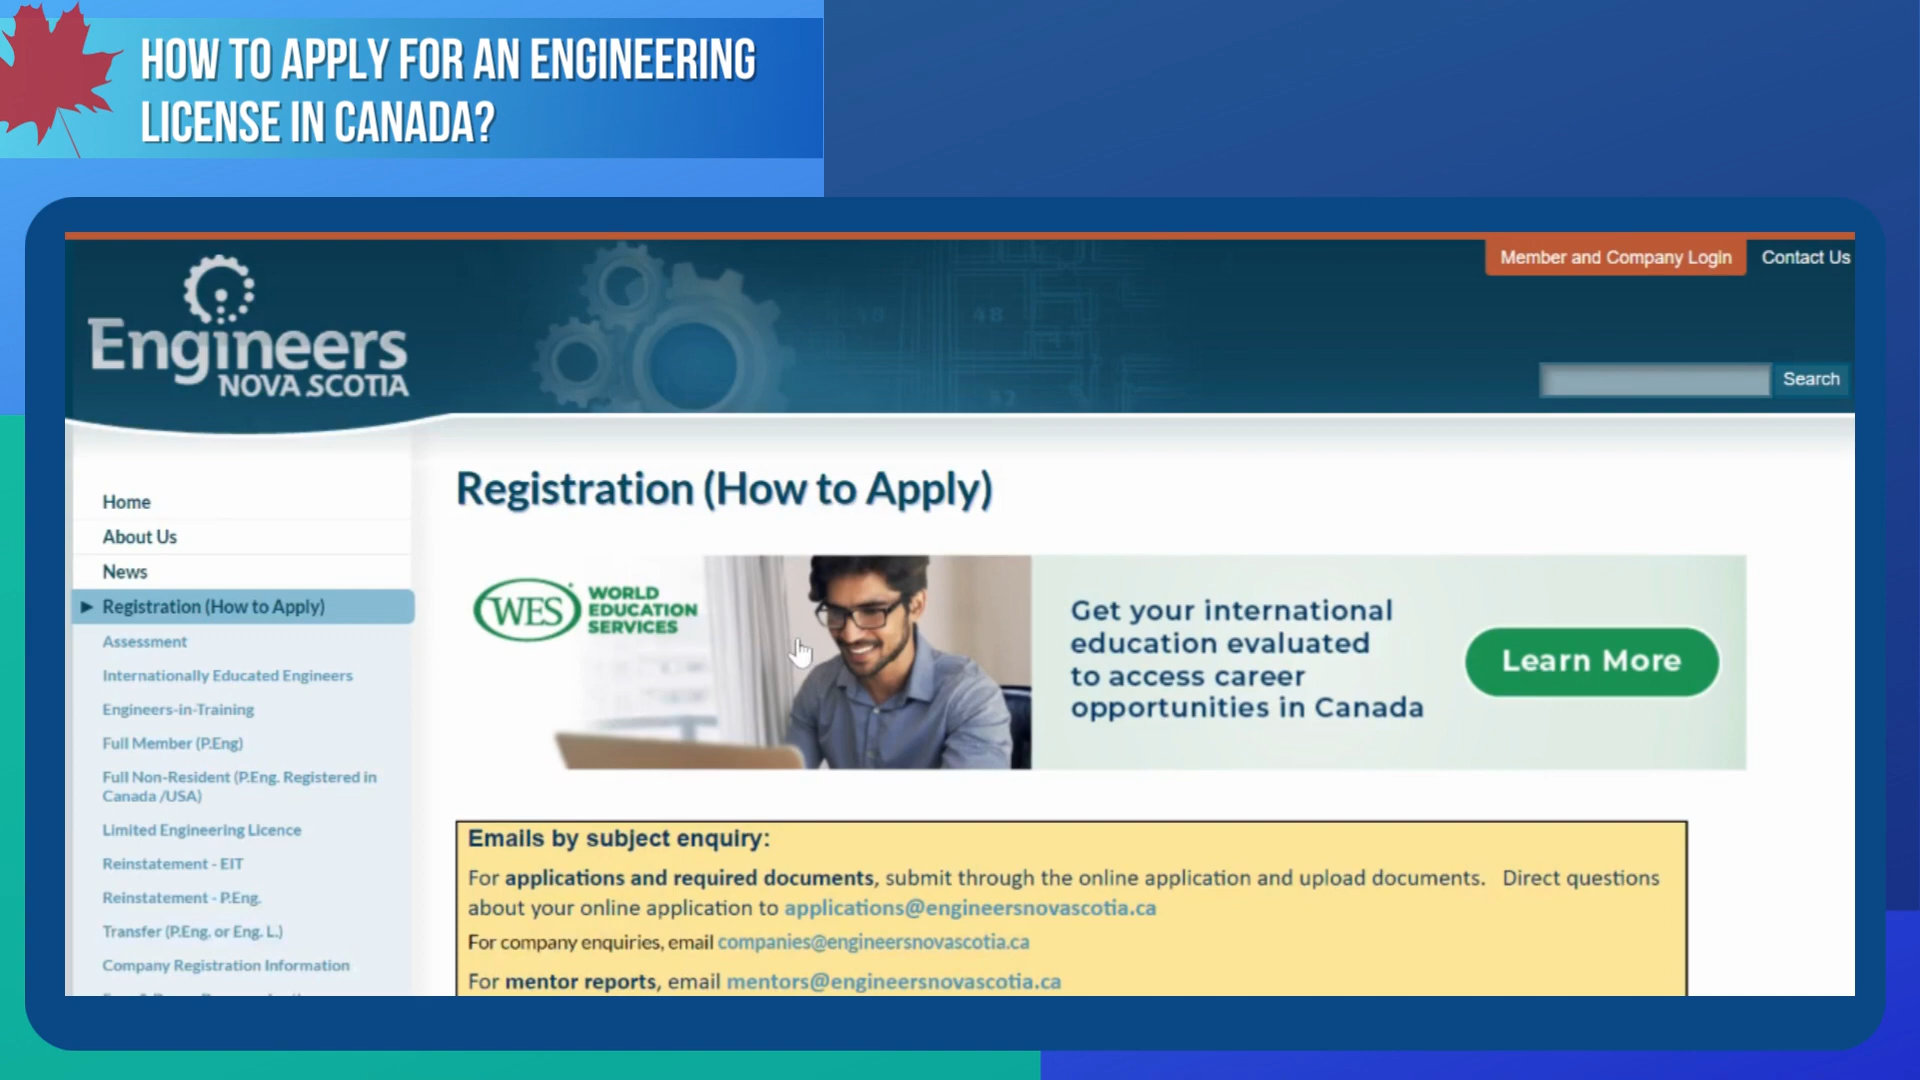 HOW TO APPLY FOR AN ENGINEERING
LICENSE IN CANADA?
Member and Company Login
Contact Us
Engineers
NOVA SCOTIA
48
Search
Home
About Us
News
Registration (How to Apply)
Assessment
Internationally Educated Engineers
Engineers-in-Training
Full Member (P.Eng)
Full Non-Resident (P.Eng. Registered in
Canada /USA)
Limited Engineering Licence
Reinstatement - EIT
Reinstatement - P.Eng.
Transfer (P.Eng. or Eng. L.)
Company Registration Information
Registration (How to Apply)
WES
WORLD
EDUCATION
SERVICES
Get your international
education evaluated
to access career
opportunities in Canada
Learn More
Emails by subject enquiry:
For applications and required documents, submit through the online application and upload documents. Direct questions
about your online application to applications@engineersnovascotia.ca
For company enquiries, email companies@engineersnovascotia.ca
For mentor reports, email mentors@engineersnovascotia.ca